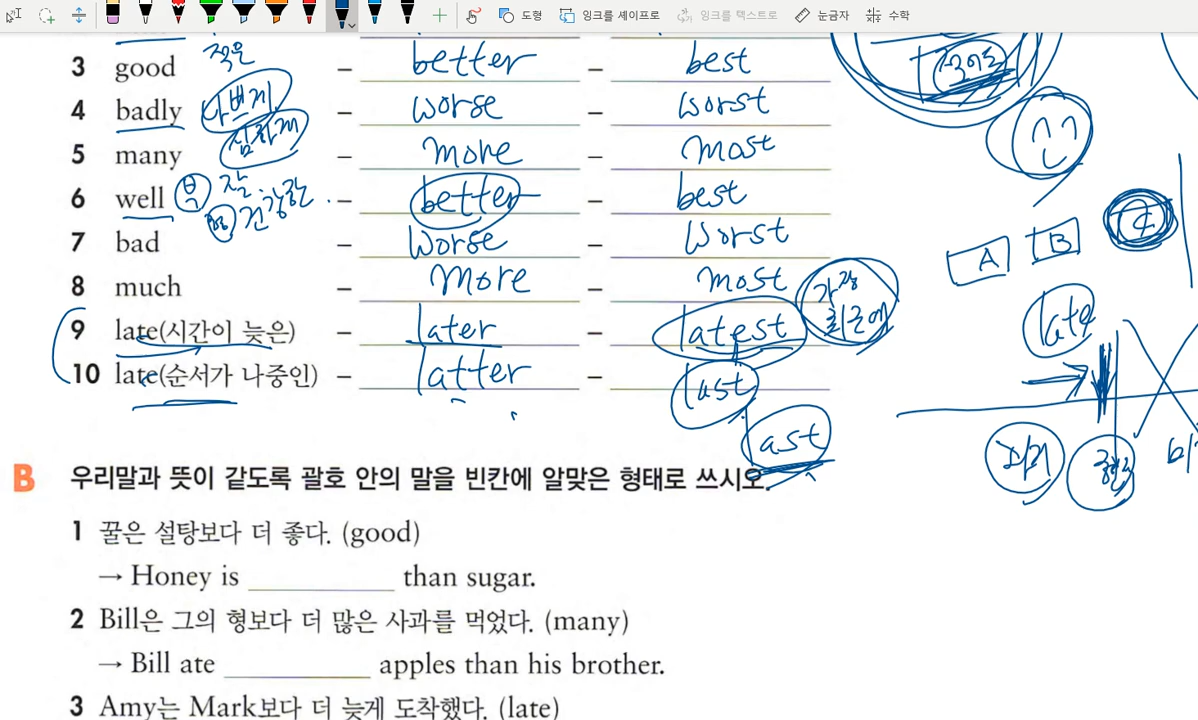 도형 잉크를 셰이프로 잉크를 텍스트로 눈금자 수학
적은
3 good - better - best
4 badly 나쁘게 심하게 - worse - worst
5 many - more - most
6 well 부 잘 형 건강한 - better - best
7 bad - worse - worst
8 much - more - most
9 late(시간이 늦은) - later - latest 가장 최근에
10 late(순서가 나중인) - latter - last
ast
A B C
late
과거 현재
B 우리말과 뜻이 같도록 괄호 안의 말을 빈칸에 알맞은 형태로 쓰시오.
1 꿀은 설탕보다 더 좋다. (good)
→ Honey is than sugar.
2 Bill은 그의 형보다 더 많은 사과를 먹었다. (many)
→ Bill ate apples than his brother.
3 Amy는 Mark보다 더 늦게 도착했다. (late)